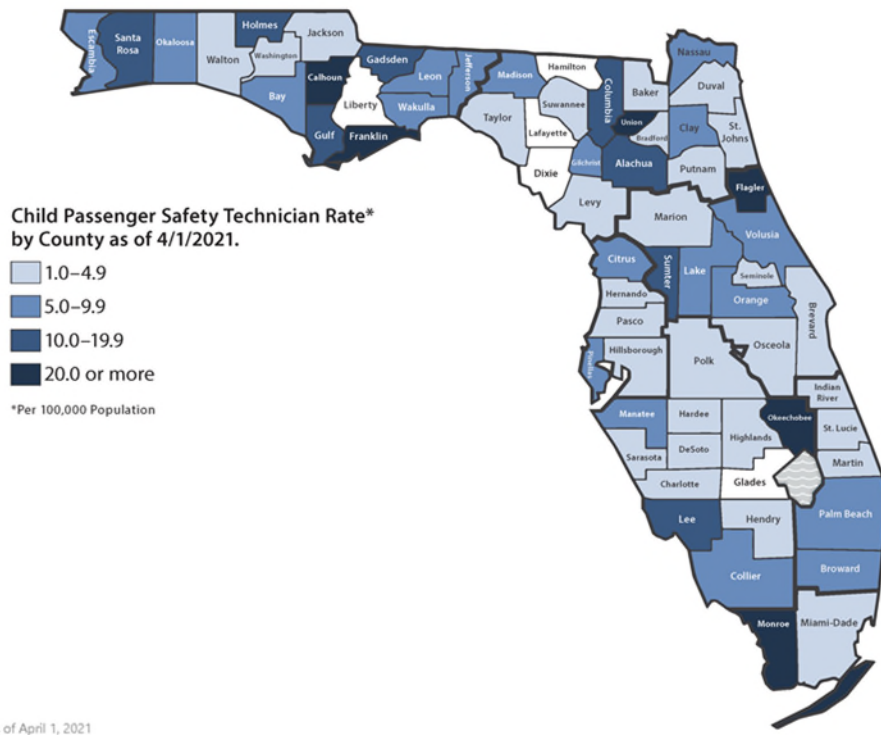 Escambia
Santa
Rosa
Okaloosa
Walton
Holmes
Washington
Jackson
Bay
Calhoun
Gulf
Liberty
Franklin
Gadsden
Leon
Wakulla
Jefferson
Madison
Taylor
Hamilton
Suwannee
Lafayette
Dixie
Columbia
Gilchrist
Levy
Baker
Union
Bradford
Alachua
Nassau
Duval
Clay
St.
Johns
Putnam
Flagler
Marion
Volusia
Child Passenger Safety Technician Rate*
by County as of 4/1/2021.
1.0–4.9
5.0–9.9
10.0–19.9
20.0 or more
*Per 100,000 Population
Citrus
Sumter
Lake
Seminole
Orange
Brevard
Hernando
Pasco
Pinellas
Hillsborough
Polk
Osceola
Indian
River
Manatee
Hardee
Highlands
Okeechobee
St. Lucie
Sarasota
DeSoto
Martin
Charlotte
Glades
Lee
Hendry
Palm Beach
Collier
Broward
Monroe
Miami-Dade
of April 1, 2021